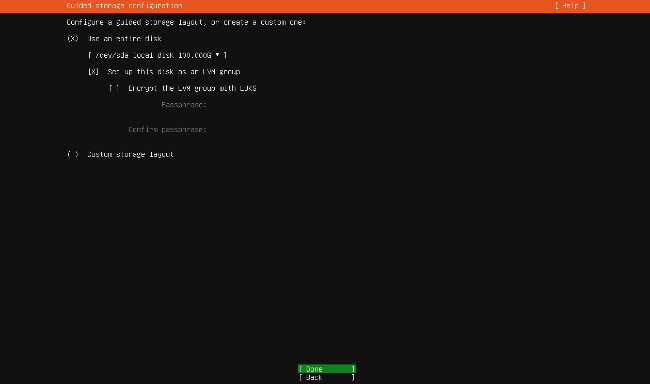 Guided storage configuration [ Help ]
Configure a guided storage layout, or create a custom one:
(X) Use an entire disk
[ /dev/sda local disk 100.000G ▾ ]
[X] Set up this disk as an LVM group
[ ] Encrypt the LVM group with LUKS
Passphrase:
Confirm passphrase:
( ) Custom storage layout
[ Done ]
[ Back ]